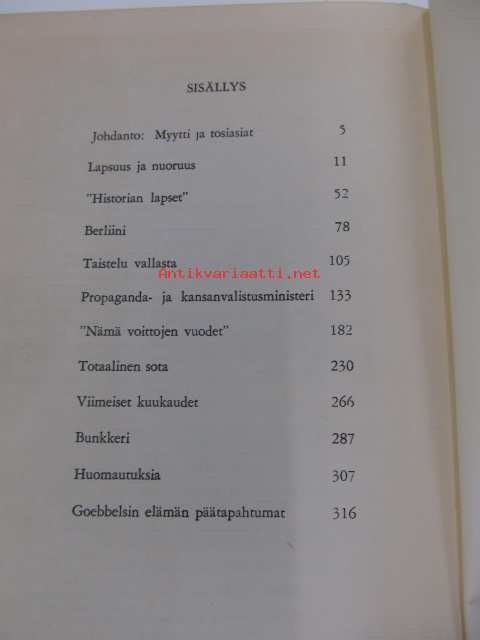 SISÄLLYS
Johdanto: Myytti ja tosiasiat 5
Lapsuus ja nuoruus 11
"Historian lapset" 52
Berliini 78
Taistelu vallasta 105
Antikvariaatti.net
Propaganda- ja kansanvalistusministeri 133
"Nämä voittojen vuodet" 182
Totaalinen sota 230
Viimeiset kuukaudet 266
Bunkkeri 287
Huomautuksia 307
Goebbelsin elämän päätapahtumat 316